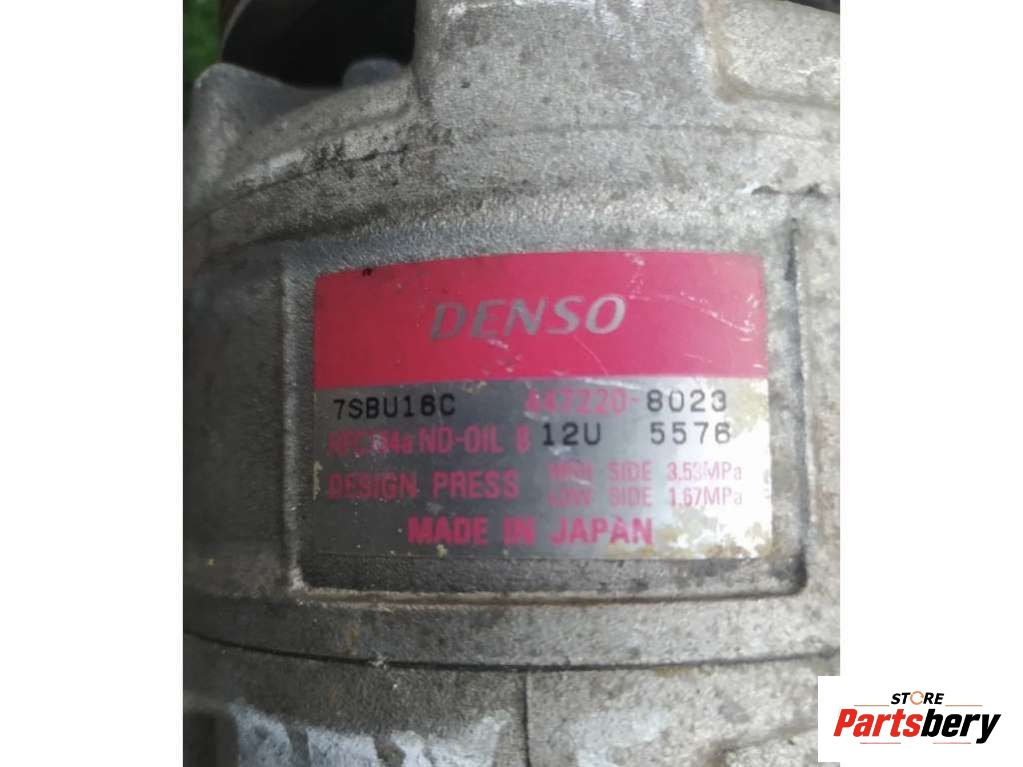 DENSO
7SBU16C 447220-8023
HFC134a ND-OIL 8 12U 5576
DESIGN PRESS HIGH SIDE 3.53MPa
LOW SIDE 1.67MPa
MADE IN JAPAN
STORE
Partsbery